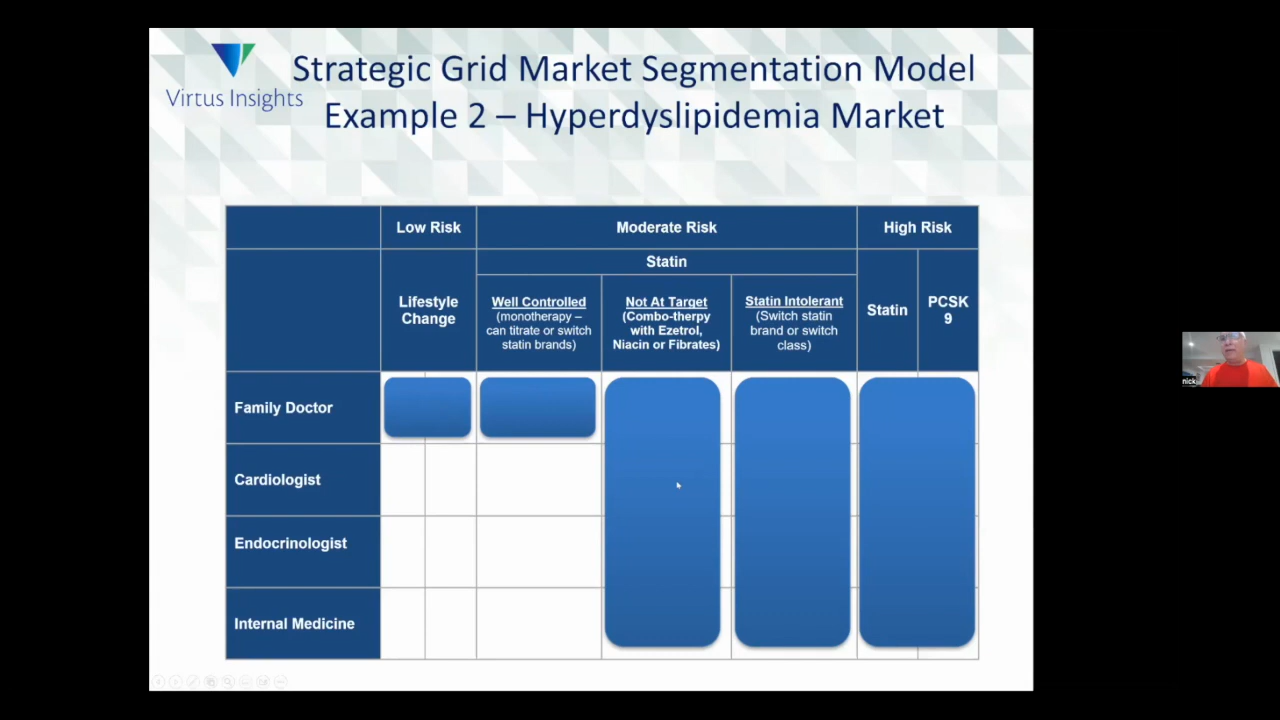 Strategic Grid Market Segmentation Model
Virtus Insights
Example 2 – Hyperdyslipidemia Market
Low Risk
Moderate Risk
High Risk
Lifestyle
Change
Statin
Well Controlled
(monotherapy –
can titrate or switch
statin brands)
Not At Target
(Combo-therpy
with Ezetrol,
Niacin or Fibrates)
Statin Intolerant
(Switch statin
brand or switch
class)
Statin
PCSK
9
Family Doctor
Cardiologist
Endocrinologist
Internal Medicine
nick